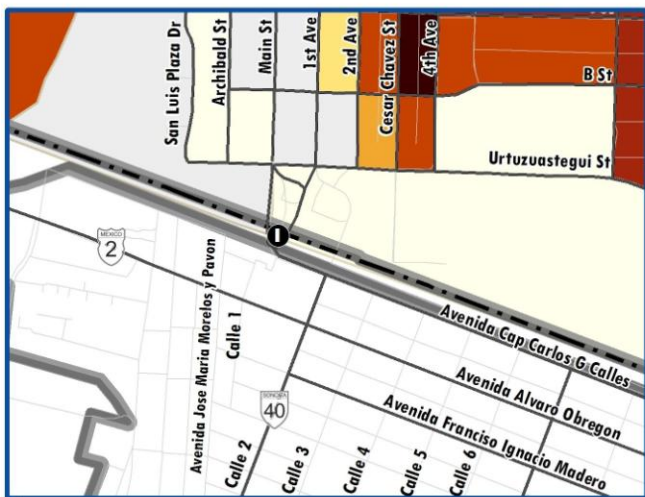 San Luis Plaza Dr
Archibald St
Main St
1st Ave
2nd Ave
Cesar Chavez St
4th Ave
B St
Urtuzuastegui St
MEXICO
2
I
Avenida Jose Maria Morelos y Pavon
Calle 1
Avenida Cap Carlos G Calles
Avenida Alvaro Obregon
Avenida Franciso Ignacio Madero
SONORA
40
Calle 2
Calle 3
Calle 4
Calle 5
Calle 6